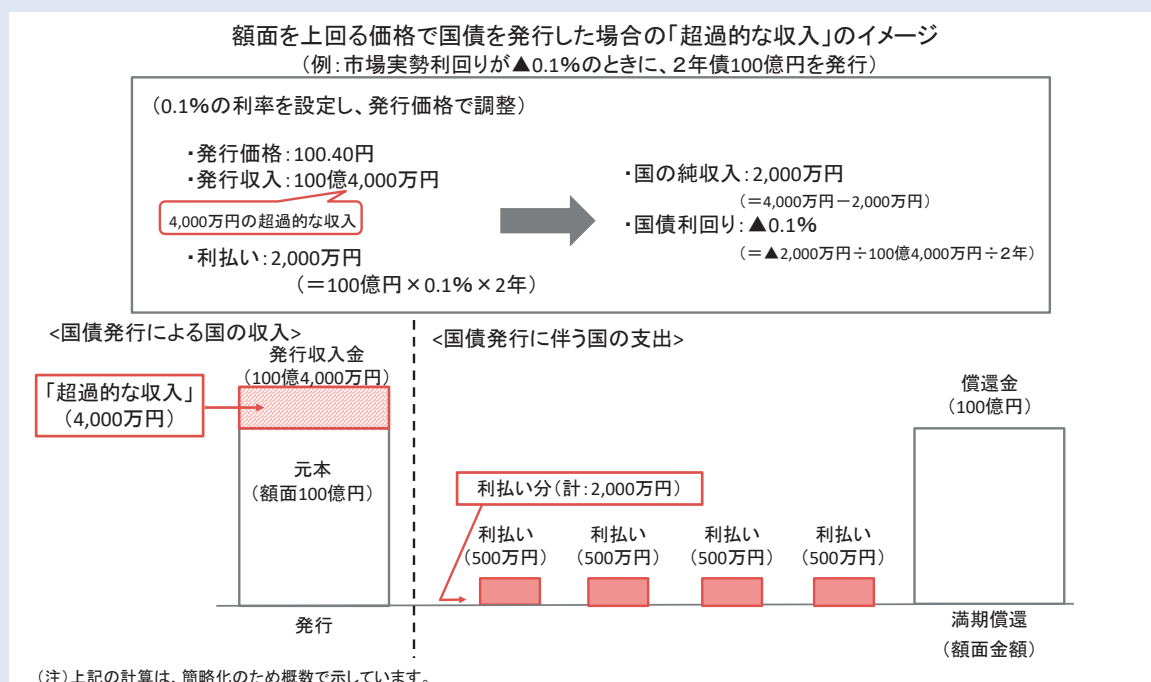 額面を上回る価格で国債を発行した場合の「超過的な収入」のイメージ
(例:市場実勢利回りが▲0.1%のときに、2年債100億円を発行)
(0.1%の利率を設定し、発行価格で調整)
・発行価格:100.40円
・発行収入:100億4,000万円
4,000万円の超過的な収入
・利払い:2,000万円
(=100億円×0.1%×2年)
・国の純収入:2,000万円
(=4,000万円-2,000万円)
・国債利回り:▲0.1%
(=▲2,000万円÷100億4,000万円÷2年)
<国債発行による国の収入>
発行収入金
(100億4,000万円)
「超過的な収入」
(4,000万円)
元本
(額面100億円)
発行
<国債発行に伴う国の支出>
利払い分(計:2,000万円)
利払い
(500万円)
利払い
(500万円)
利払い
(500万円)
利払い
(500万円)
償還金
(100億円)
満期償還
(額面金額)
(注)上記の計算は、簡略化のため概数で示しています。